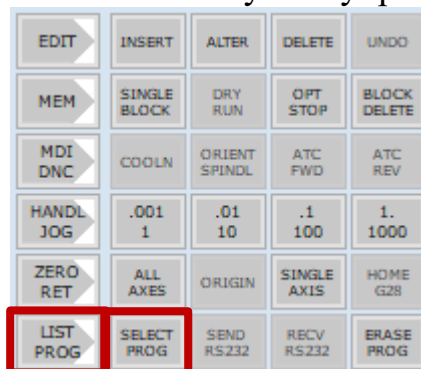 EDIT
INSERT
ALTER
DELETE
UNDO
MEM
SINGLE
BLOCK
DRY
RUN
OPT
STOP
BLOCK
DELETE
MDI
DNC
COOLN
ORIENT
SPINDL
ATC
FWD
ATC
REV
HANDL
JOG
.001
1
.01
10
.1
100
1.
1000
ZERO
RET
ALL
AXES
ORIGIN
SINGLE
AXIS
HOME
G28
LIST
PROG
SELECT
PROG
SEND
RS232
RECV
RS232
ERASE
PROG